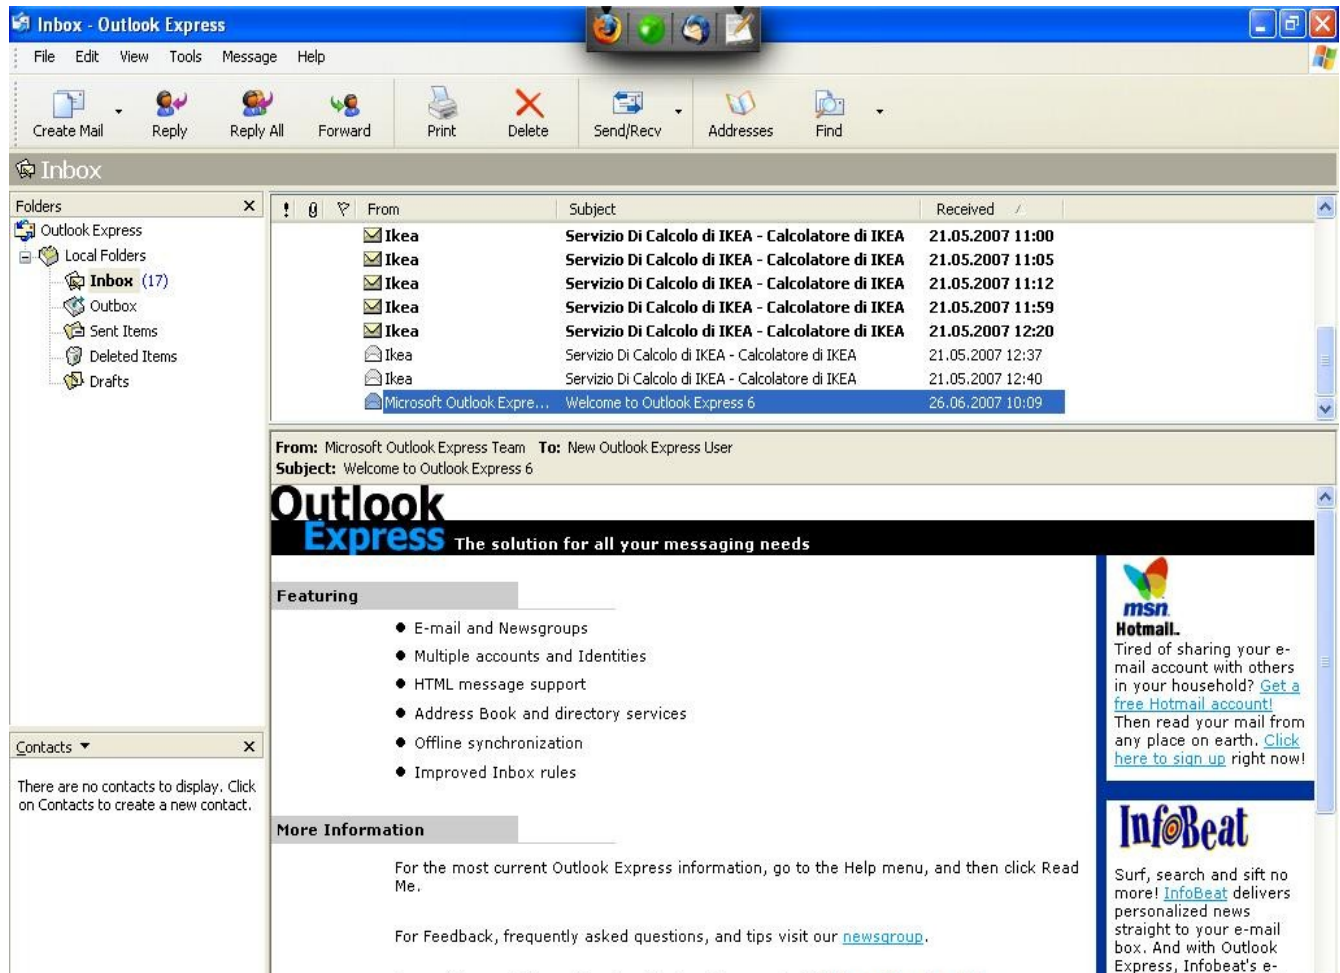 Inbox - Outlook Express
File Edit View Tools Message Help
Create Mail Reply Reply All Forward Print Delete Send/Recv Addresses Find
Inbox
Folders
Outlook Express
Local Folders
Inbox (17)
Outbox
Sent Items
Deleted Items
Drafts
Contacts
There are no contacts to display. Click
on Contacts to create a new contact.
! From Subject Received
Ikea Servizio Di Calcolo di IKEA - Calcolatore di IKEA 21.05.2007 11:00
Ikea Servizio Di Calcolo di IKEA - Calcolatore di IKEA 21.05.2007 11:05
Ikea Servizio Di Calcolo di IKEA - Calcolatore di IKEA 21.05.2007 11:12
Ikea Servizio Di Calcolo di IKEA - Calcolatore di IKEA 21.05.2007 11:59
Ikea Servizio Di Calcolo di IKEA - Calcolatore di IKEA 21.05.2007 12:20
Ikea Servizio Di Calcolo di IKEA - Calcolatore di IKEA 21.05.2007 12:37
Ikea Servizio Di Calcolo di IKEA - Calcolatore di IKEA 21.05.2007 12:40
Microsoft Outlook Expre... Welcome to Outlook Express 6 26.06.2007 10:09
From: Microsoft Outlook Express Team To: New Outlook Express User
Subject: Welcome to Outlook Express 6
Outlook
Express The solution for all your messaging needs
Featuring
● E-mail and Newsgroups
● Multiple accounts and Identities
● HTML message support
● Address Book and directory services
● Offline synchronization
● Improved Inbox rules
More Information
For the most current Outlook Express information, go to the Help menu, and then click Read
Me.
For Feedback, frequently asked questions, and tips visit our newsgroup.
msn
Hotmail.
Tired of sharing your e-
mail account with others
in your household? Get a
free Hotmail account!
Then read your mail from
any place on earth. Click
here to sign up right now!
InfoBeat
Surf, search and sift no
more! InfoBeat delivers
personalized news
straight to your e-mail
box. And with Outlook
Express, Infobeat's e-